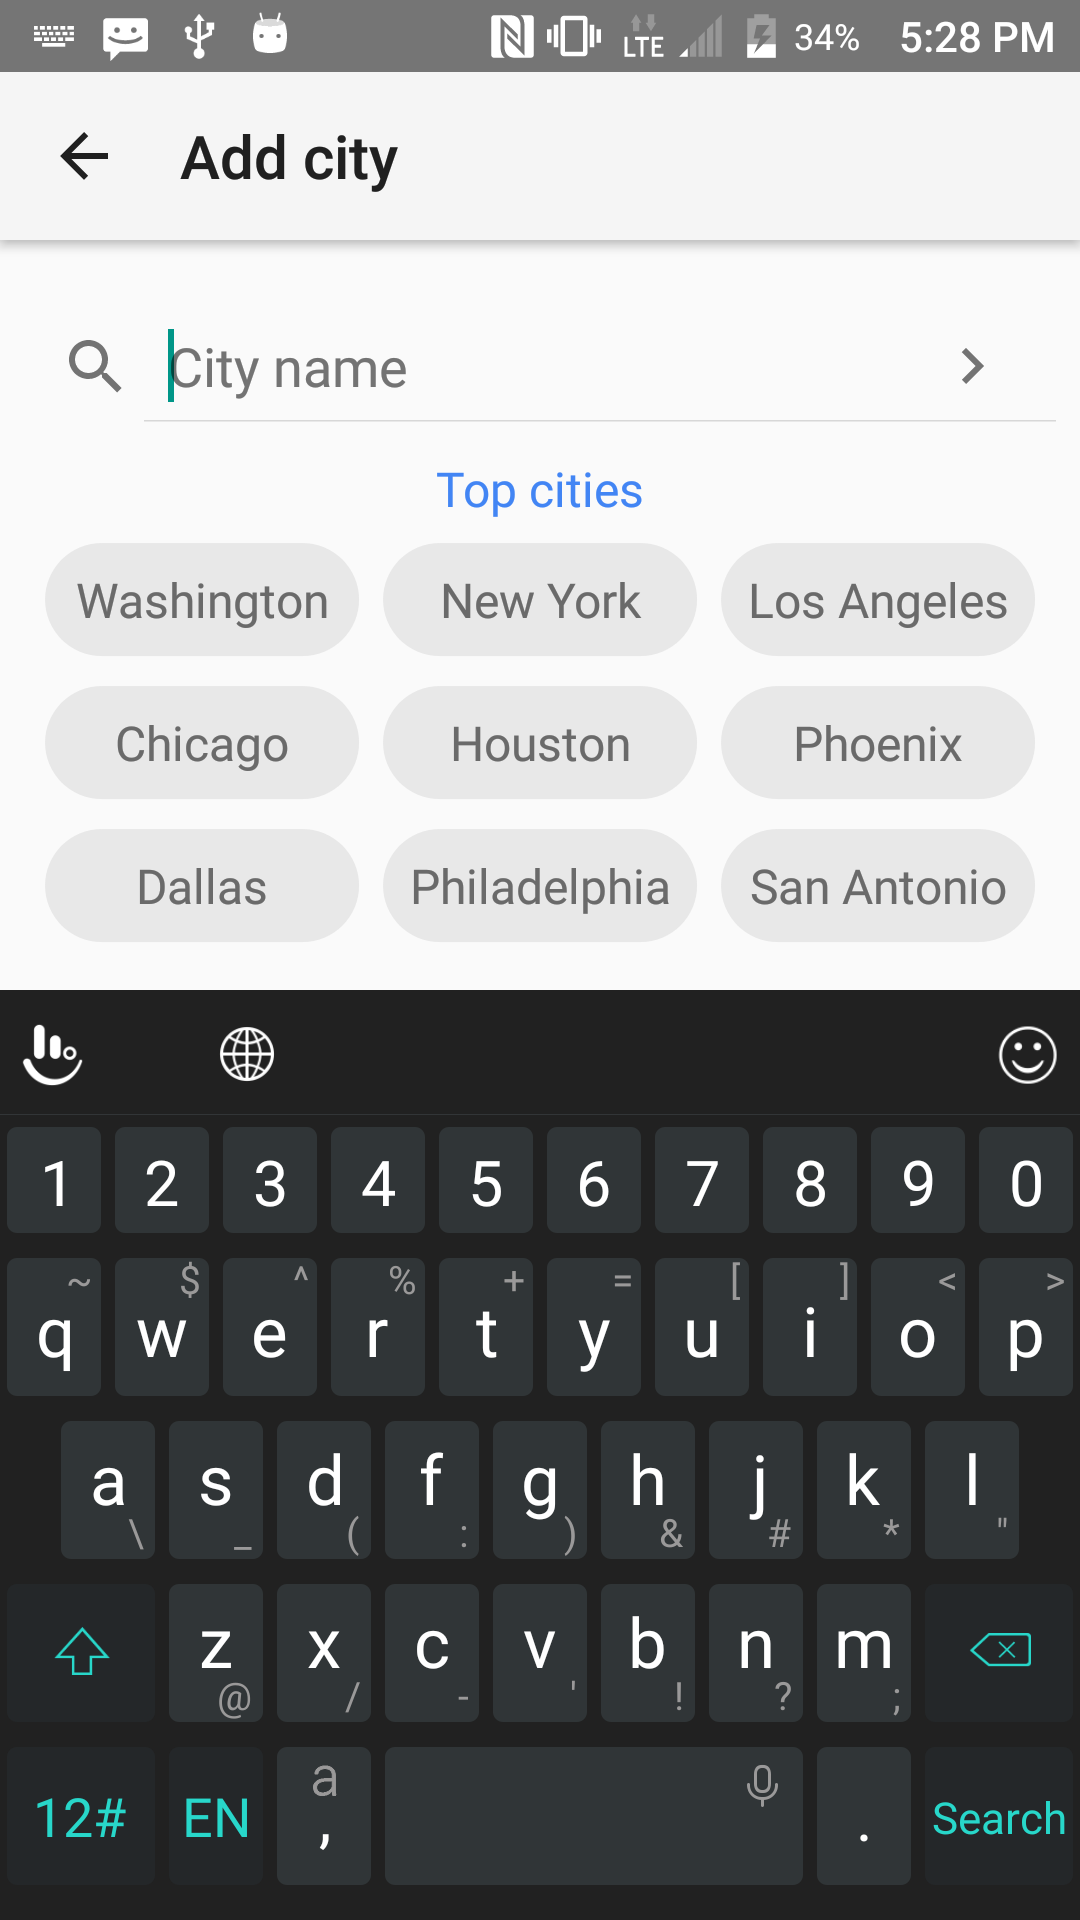 LTE 34% 5:28 PM
Add city
City name
Top cities
Washington New York Los Angeles
Chicago Houston Phoenix
Dallas Philadelphia San Antonio
1 2 3 4 5 6 7 8 9 0
~ $ ^ % + = [ ] < >
q w e r t y u i o p
a s d f g h j k l
\ _ ( : ) & # * "
z x c v b n m
@ / - ' ! ? ;
12# EN a , . Search